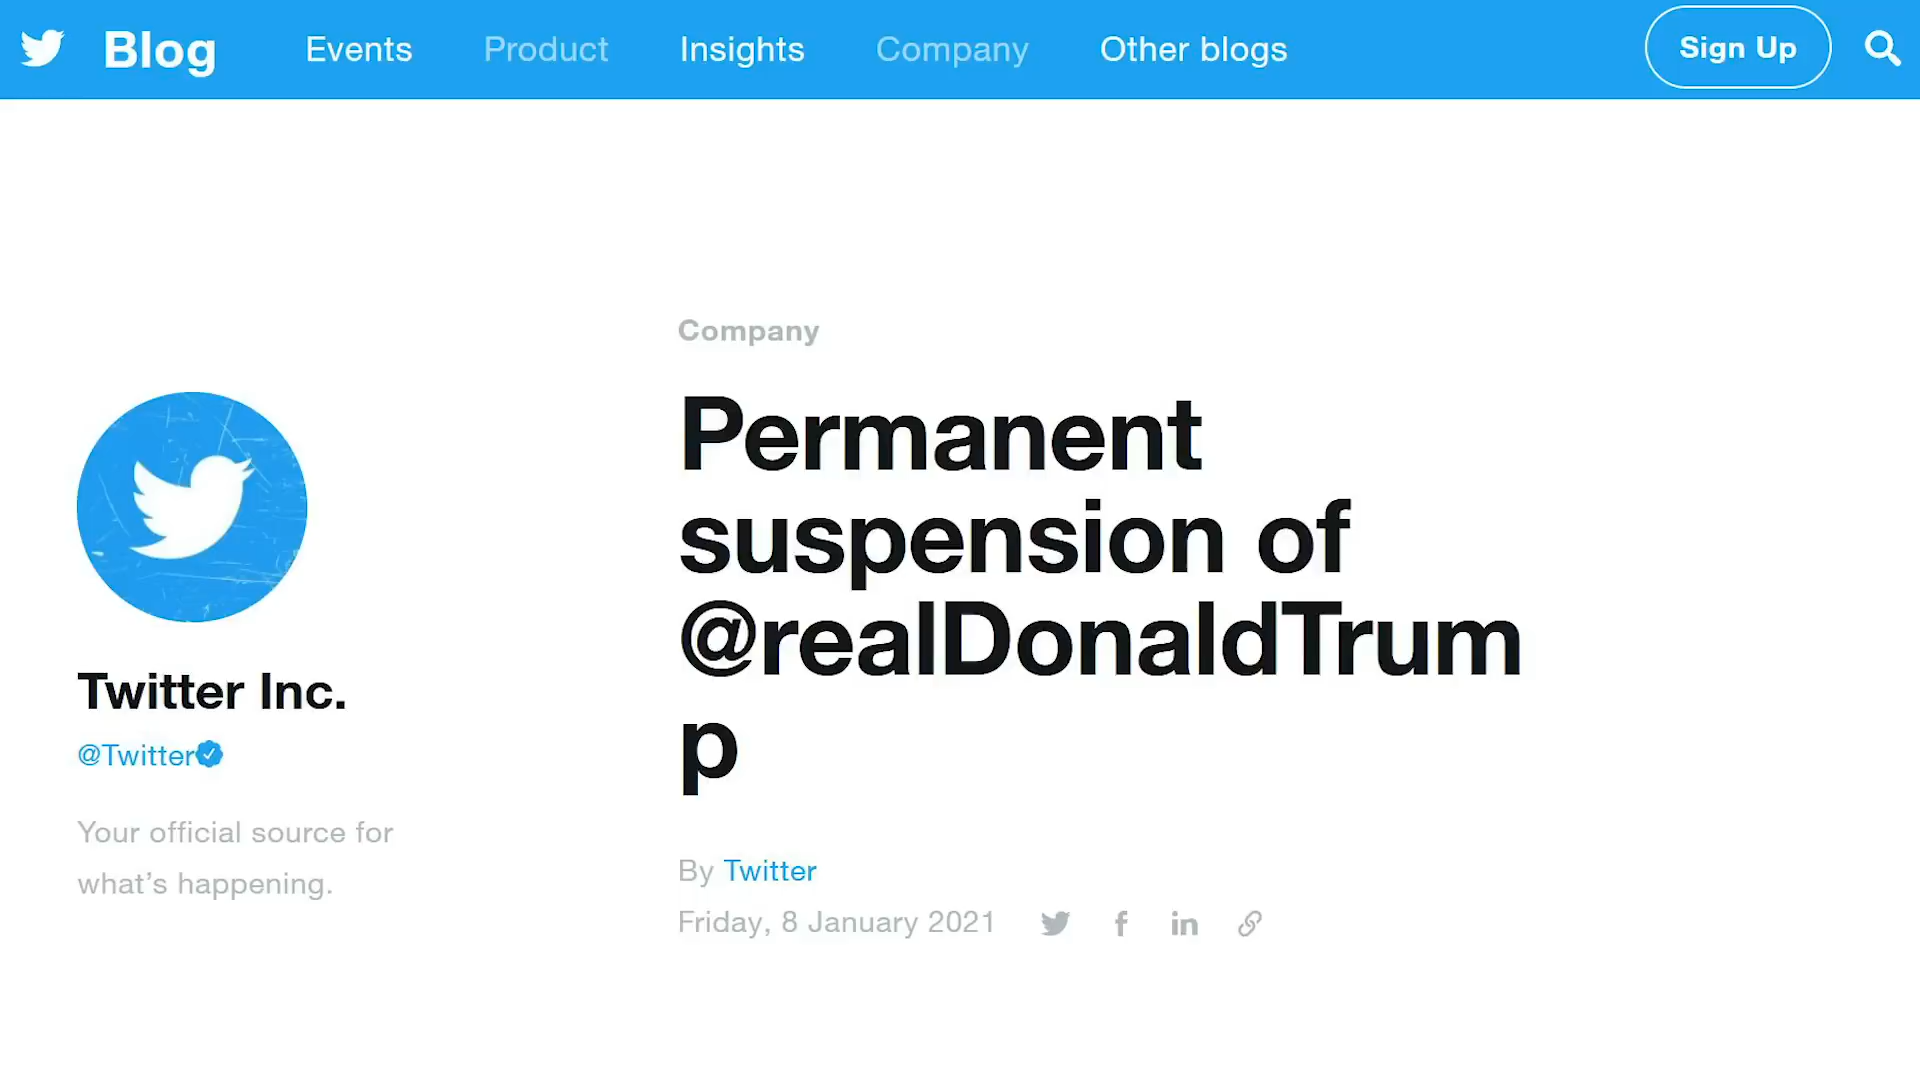 Blog Events Product Insights Company Other blogs Sign Up
Company
Permanent
suspension of
@realDonaldTrum
p
Twitter Inc.
@Twitter
Your official source for
what’s happening.
By Twitter
Friday, 8 January 2021